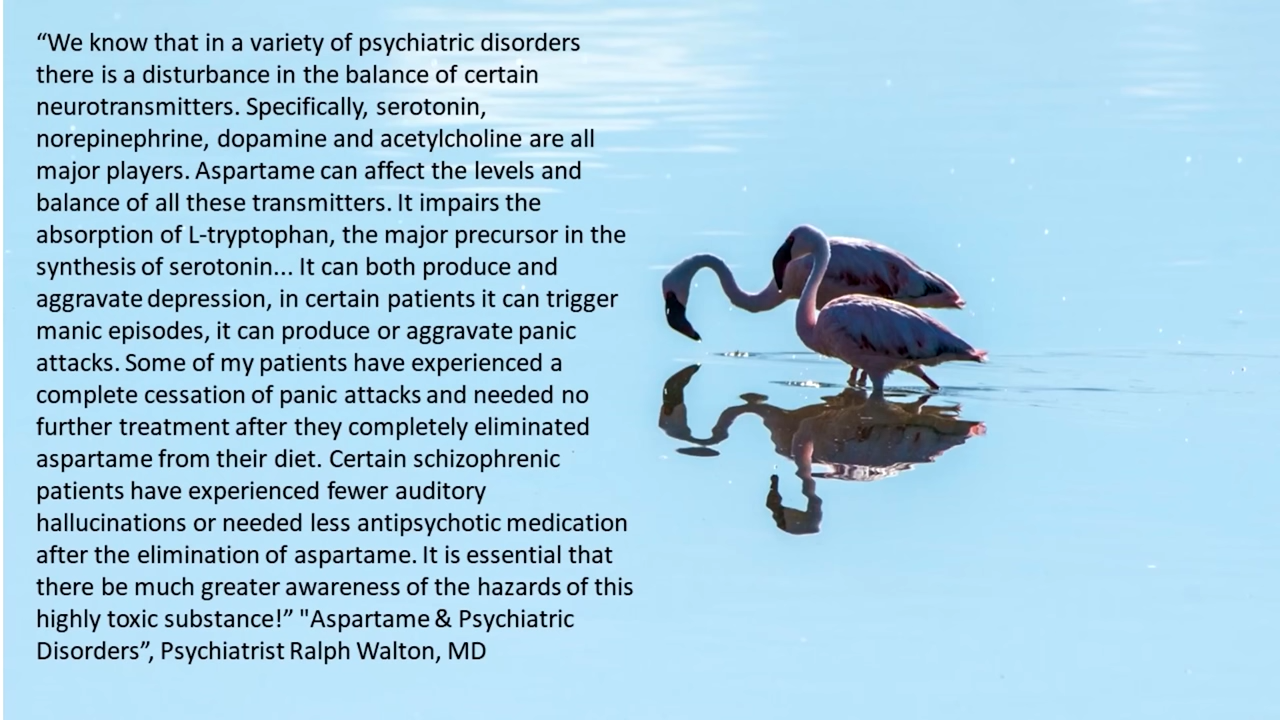 “We know that in a variety of psychiatric disorders
there is a disturbance in the balance of certain
neurotransmitters. Specifically, serotonin,
norepinephrine, dopamine and acetylcholine are all
major players. Aspartame can affect the levels and
balance of all these transmitters. It impairs the
absorption of L-tryptophan, the major precursor in the
synthesis of serotonin... It can both produce and
aggravate depression, in certain patients it can trigger
manic episodes, it can produce or aggravate panic
attacks. Some of my patients have experienced a
complete cessation of panic attacks and needed no
further treatment after they completely eliminated
aspartame from their diet. Certain schizophrenic
patients have experienced fewer auditory
hallucinations or needed less antipsychotic medication
after the elimination of aspartame. It is essential that
there be much greater awareness of the hazards of this
highly toxic substance!” "Aspartame & Psychiatric
Disorders”, Psychiatrist Ralph Walton, MD